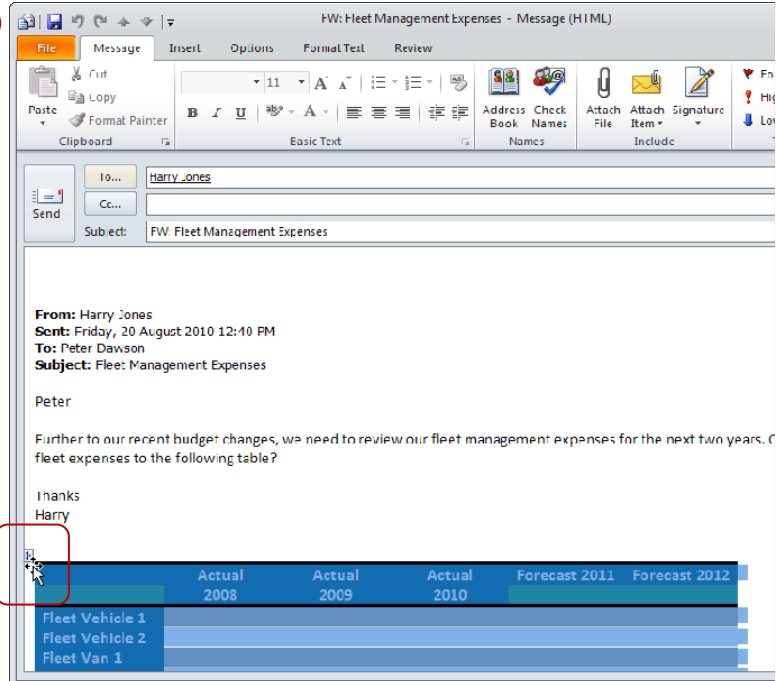 FW: Fleet Management Expenses - Message (HTML)
File Message Insert Options Format Text Review
Paste
Cut
Copy
Format Painter
Clipboard
11
B I U
Basic Text
Address Book
Check Names
Names
Attach File
Attach Item
Signature
Include
Send
To... Harry Jones
Cc...
Subject: FW: Fleet Management Expenses
From: Harry Jones
Sent: Friday, 20 August 2010 12:40 PM
To: Peter Dawson
Subject: Fleet Management Expenses
Peter
Further to our recent budget changes, we need to review our fleet management expenses for the next two years.
fleet expenses to the following table?
Thanks
Harry
Actual Actual Actual Forecast 2011 Forecast 2012
2008 2009 2010
Fleet Vehicle 1
Fleet Vehicle 2
Fleet Van 1